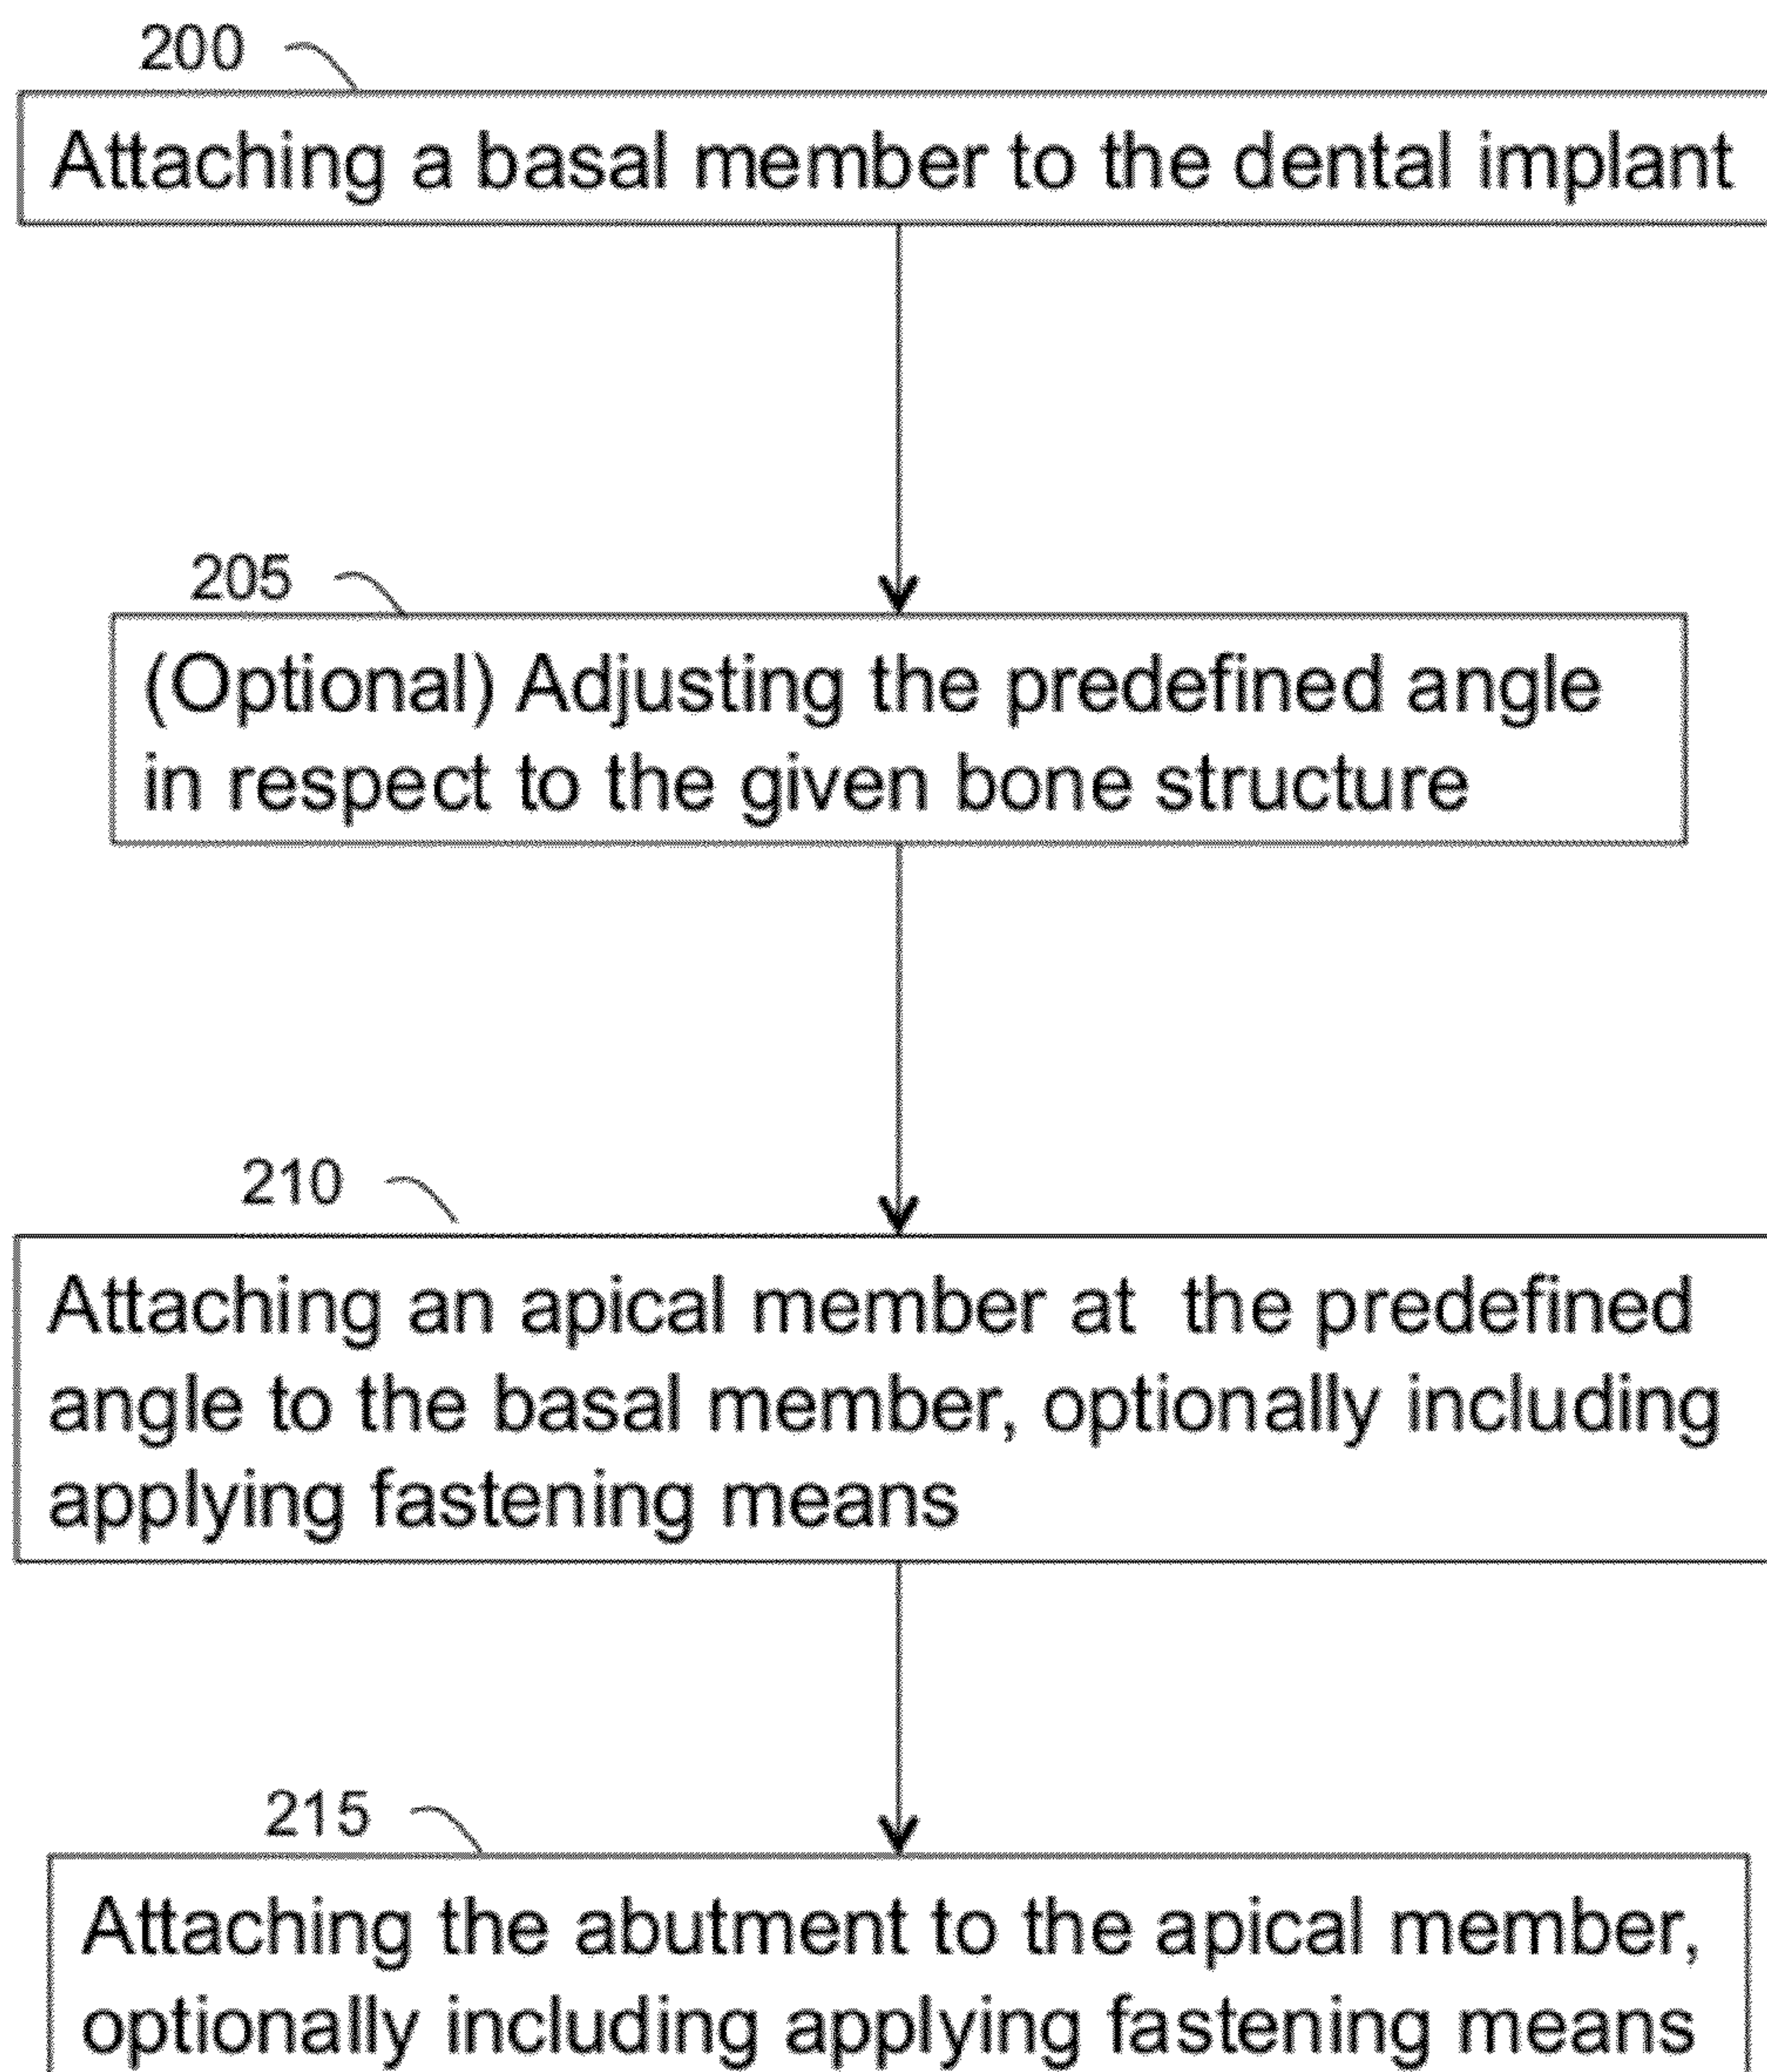 200
Attaching a basal member to the dental implant
205
(Optional) Adjusting the predefined angle
in respect to the given bone structure
210
Attaching an apical member at the predefined
angle to the basal member, optionally including
applying fastening means
215
Attaching the abutment to the apical member,
optionally including applying fastening means